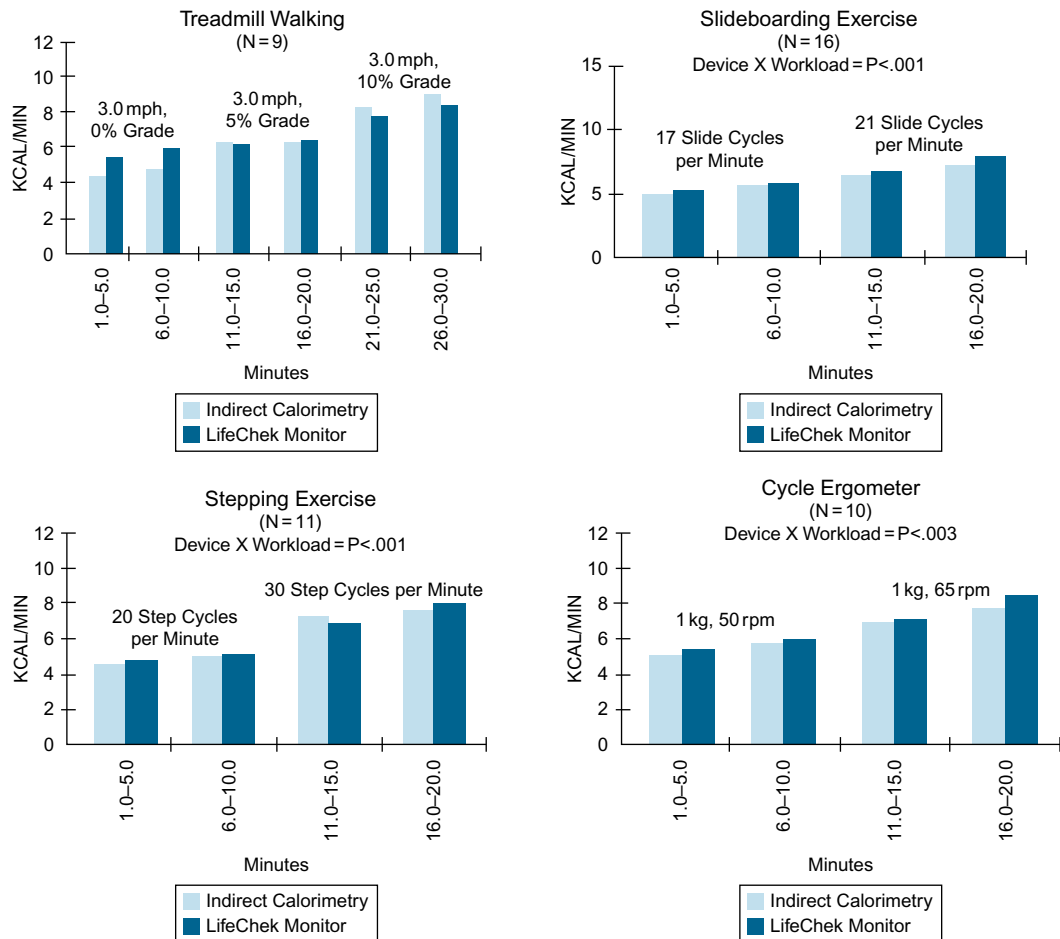 Treadmill Walking
(N = 9)
KCAL/MIN
12
10
8
6
4
2
0
3.0 mph,
0% Grade
3.0 mph,
5% Grade
3.0 mph,
10% Grade
1.0–5.0
6.0–10.0
11.0–15.0
16.0–20.0
21.0–25.0
26.0–30.0
Minutes
Indirect Calorimetry
LifeChek Monitor
Slideboarding Exercise
(N = 16)
Device X Workload = P<.001
KCAL/MIN
15
10
5
0
17 Slide Cycles
per Minute
21 Slide Cycles
per Minute
1.0–5.0
6.0–10.0
11.0–15.0
16.0–20.0
Minutes
Indirect Calorimetry
LifeChek Monitor
Stepping Exercise
(N = 11)
Device X Workload = P<.001
KCAL/MIN
12
10
8
6
4
2
0
20 Step Cycles
per Minute
30 Step Cycles per Minute
1.0–5.0
6.0–10.0
11.0–15.0
16.0–20.0
Minutes
Indirect Calorimetry
LifeChek Monitor
Cycle Ergometer
(N = 10)
Device X Workload = P<.003
KCAL/MIN
12
10
8
6
4
2
0
1 kg, 50 rpm
1 kg, 65 rpm
1.0–5.0
6.0–10.0
11.0–15.0
16.0–20.0
Minutes
Indirect Calorimetry
LifeChek Monitor